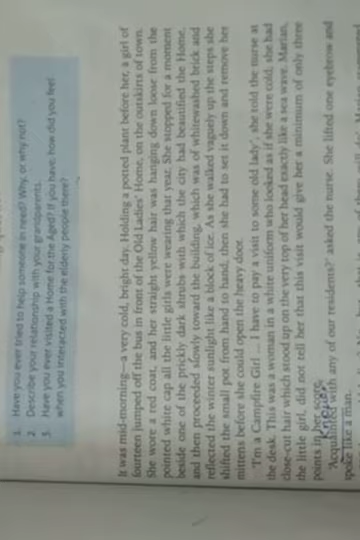 1. Have you ever tried to help someone in need? Why, or why not?
2. Describe your relationship with your grandparents.
3. Have you ever visited a Home for the Aged? If you have, how did you feel
when you interacted with the elderly people there?
It was mid-morning—a very cold, bright day. Holding a potted plant before her, a girl of
fourteen jumped off the bus in front of the Old Ladies' Home, on the outskirts of town.
She wore a red coat, and her straight yellow hair was hanging down loose from the
pointed white cap all the little girls were wearing that year. She stopped for a moment
beside one of the prickly dark shrubs with which the city had beautified the Home,
and then proceeded slowly toward the building, which was of whitewashed brick and
reflected the winter sunlight like a block of ice. As she walked vaguely up the steps she
shifted the small pot from hand to hand; then she had to set it down and remove her
mittens before she could open the heavy door.
'I'm a Campfire Girl ... I have to pay a visit to some old lady', she told the nurse at
the desk. This was a woman in a white uniform who looked as if she were cold; she had
close-cut hair which stood up on the very top of her head exactly like a sea wave. Marian,
the little girl, did not tell her that this visit would give her a minimum of only three
points in her score.
'Acquainted with any of our residents?' asked the nurse. She lifted one eyebrow and
spoke like a man.